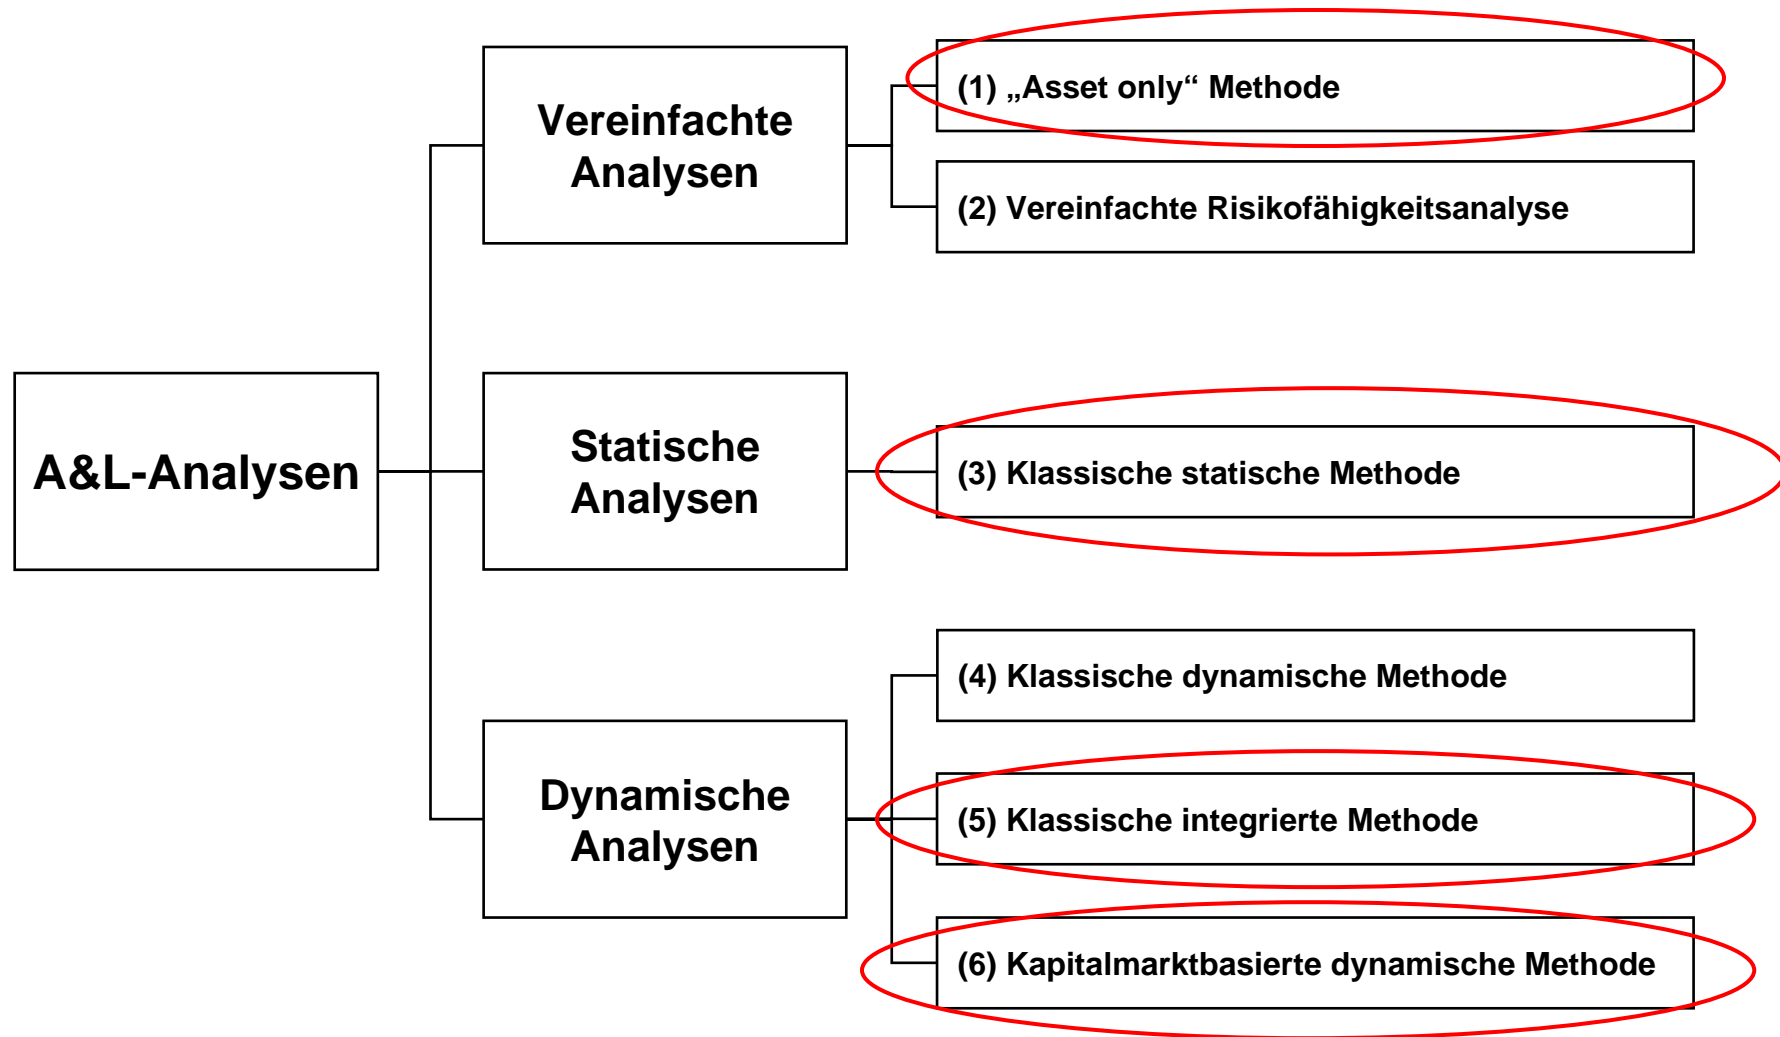 A&L-Analysen
Vereinfachte
Analysen
(1) „Asset only“ Methode
(2) Vereinfachte Risikofähigkeitsanalyse
Statische
Analysen
(3) Klassische statische Methode
Dynamische
Analysen
(4) Klassische dynamische Methode
(5) Klassische integrierte Methode
(6) Kapitalmarktbasierte dynamische Methode